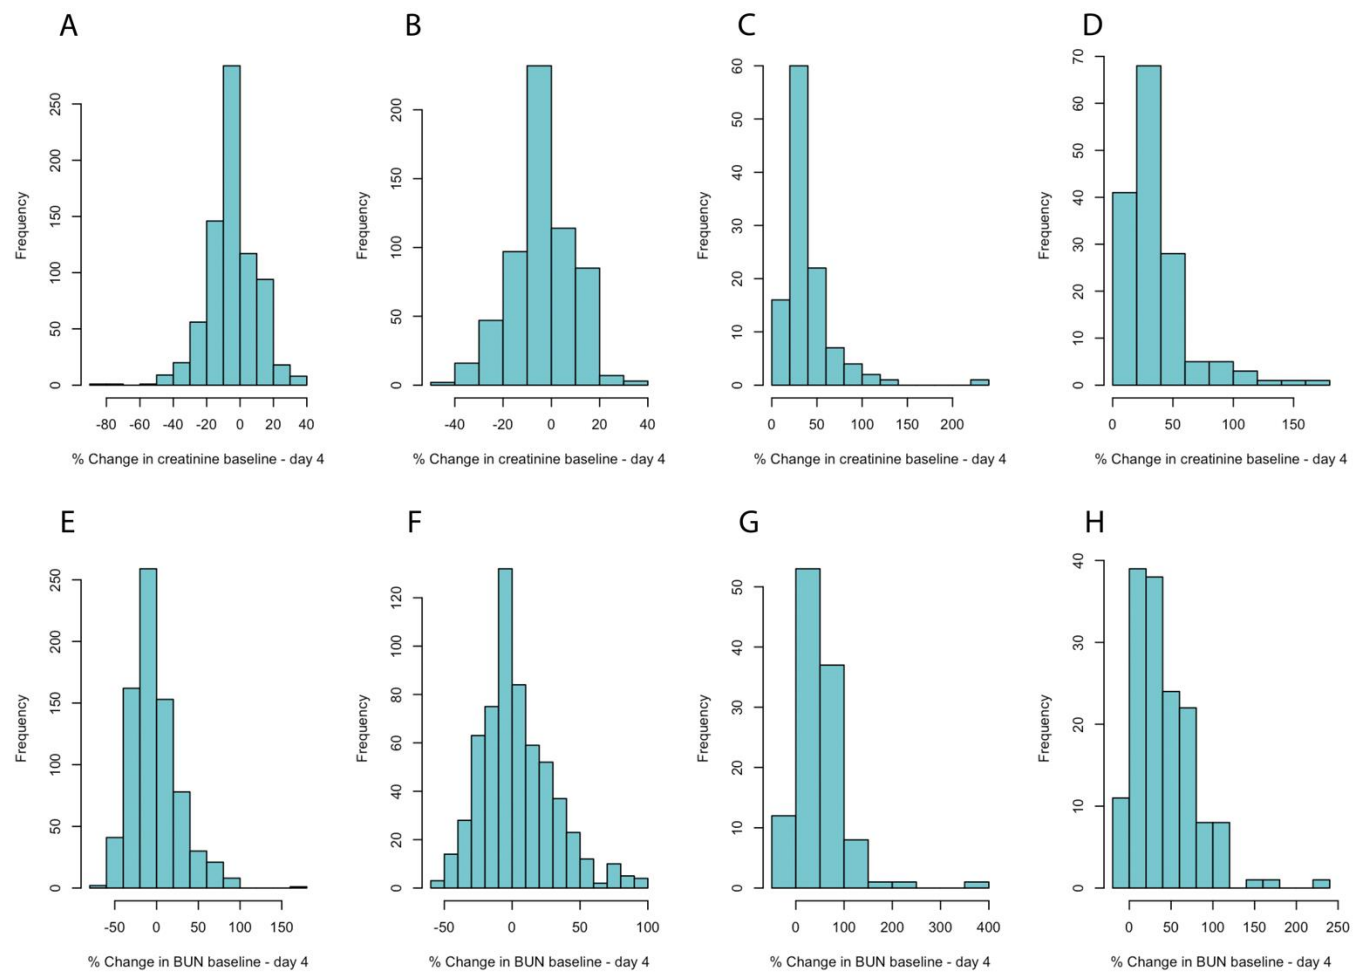 A B C D
Frequency
0 50 100 150 200 250
-80 -60 -40 -20 0 20 40
% Change in creatinine baseline - day 4
Frequency
0 50 100 150 200
-40 -20 0 20 40
% Change in creatinine baseline - day 4
Frequency
0 10 20 30 40 50 60
0 50 100 150 200
% Change in creatinine baseline - day 4
Frequency
0 10 20 30 40 50 60 70
0 50 100 150
% Change in creatinine baseline - day 4
E F G H
Frequency
0 50 100 150 200 250
-50 0 50 100 150
% Change in BUN baseline - day 4
Frequency
0 20 40 60 80 100 120
-50 0 50 100
% Change in BUN baseline - day 4
Frequency
0 10 20 30 40 50
0 100 200 300 400
% Change in BUN baseline - day 4
Frequency
0 10 20 30 40
0 50 100 150 200 250
% Change in BUN baseline - day 4